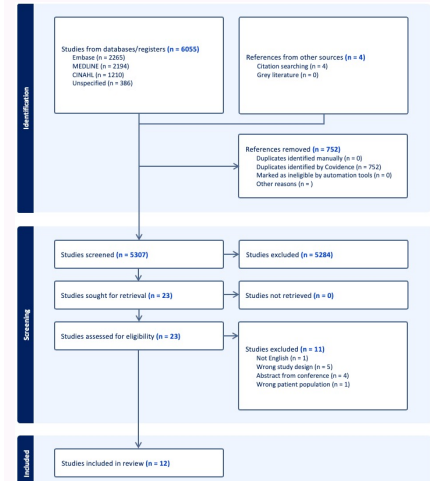 Identification
Studies from databases/registers (n = 6055)
Embase (n = 2265)
MEDLINE (n = 2194)
CINAHL (n = 1210)
Unspecified (n = 386)
References from other sources (n = 4)
Citation searching (n = 4)
Grey literature (n = 0)
References removed (n = 752)
Duplicates identified manually (n = 0)
Duplicates identified by Covidence (n = 752)
Marked as ineligible by automation tools (n = 0)
Other reasons (n = )
Screening
Studies screened (n = 5307)
Studies excluded (n = 5284)
Studies sought for retrieval (n = 23)
Studies not retrieved (n = 0)
Studies assessed for eligibility (n = 23)
Studies excluded (n = 11)
Not English (n = 1)
Wrong study design (n = 5)
Abstract from conference (n = 4)
Wrong patient population (n = 1)
Included
Studies included in review (n = 12)